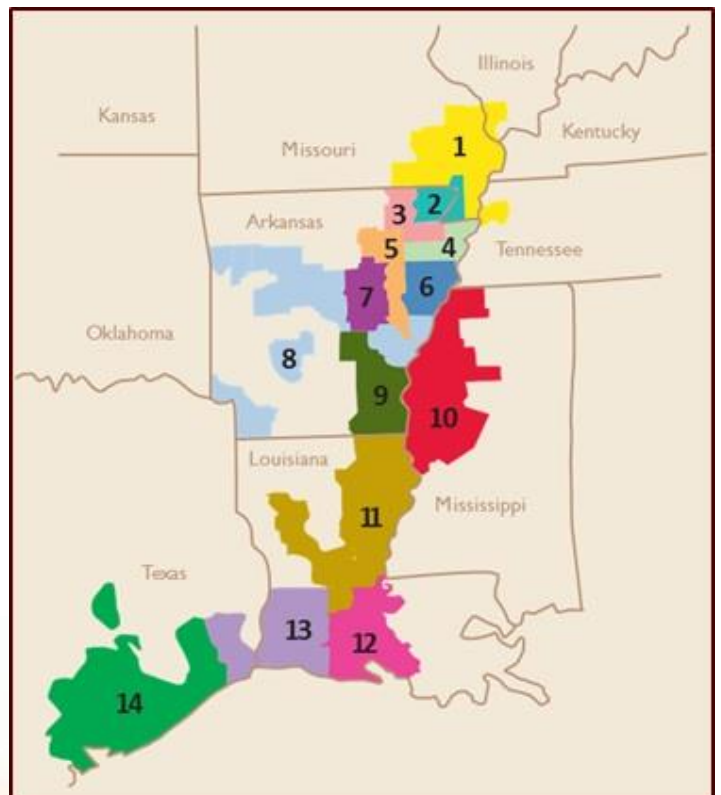 Illinois
Kansas
Kentucky
Missouri
1
Arkansas
2
3
Tennessee
4
5
6
7
Oklahoma
8
9
10
Louisiana
Mississippi
11
Texas
13
12
14